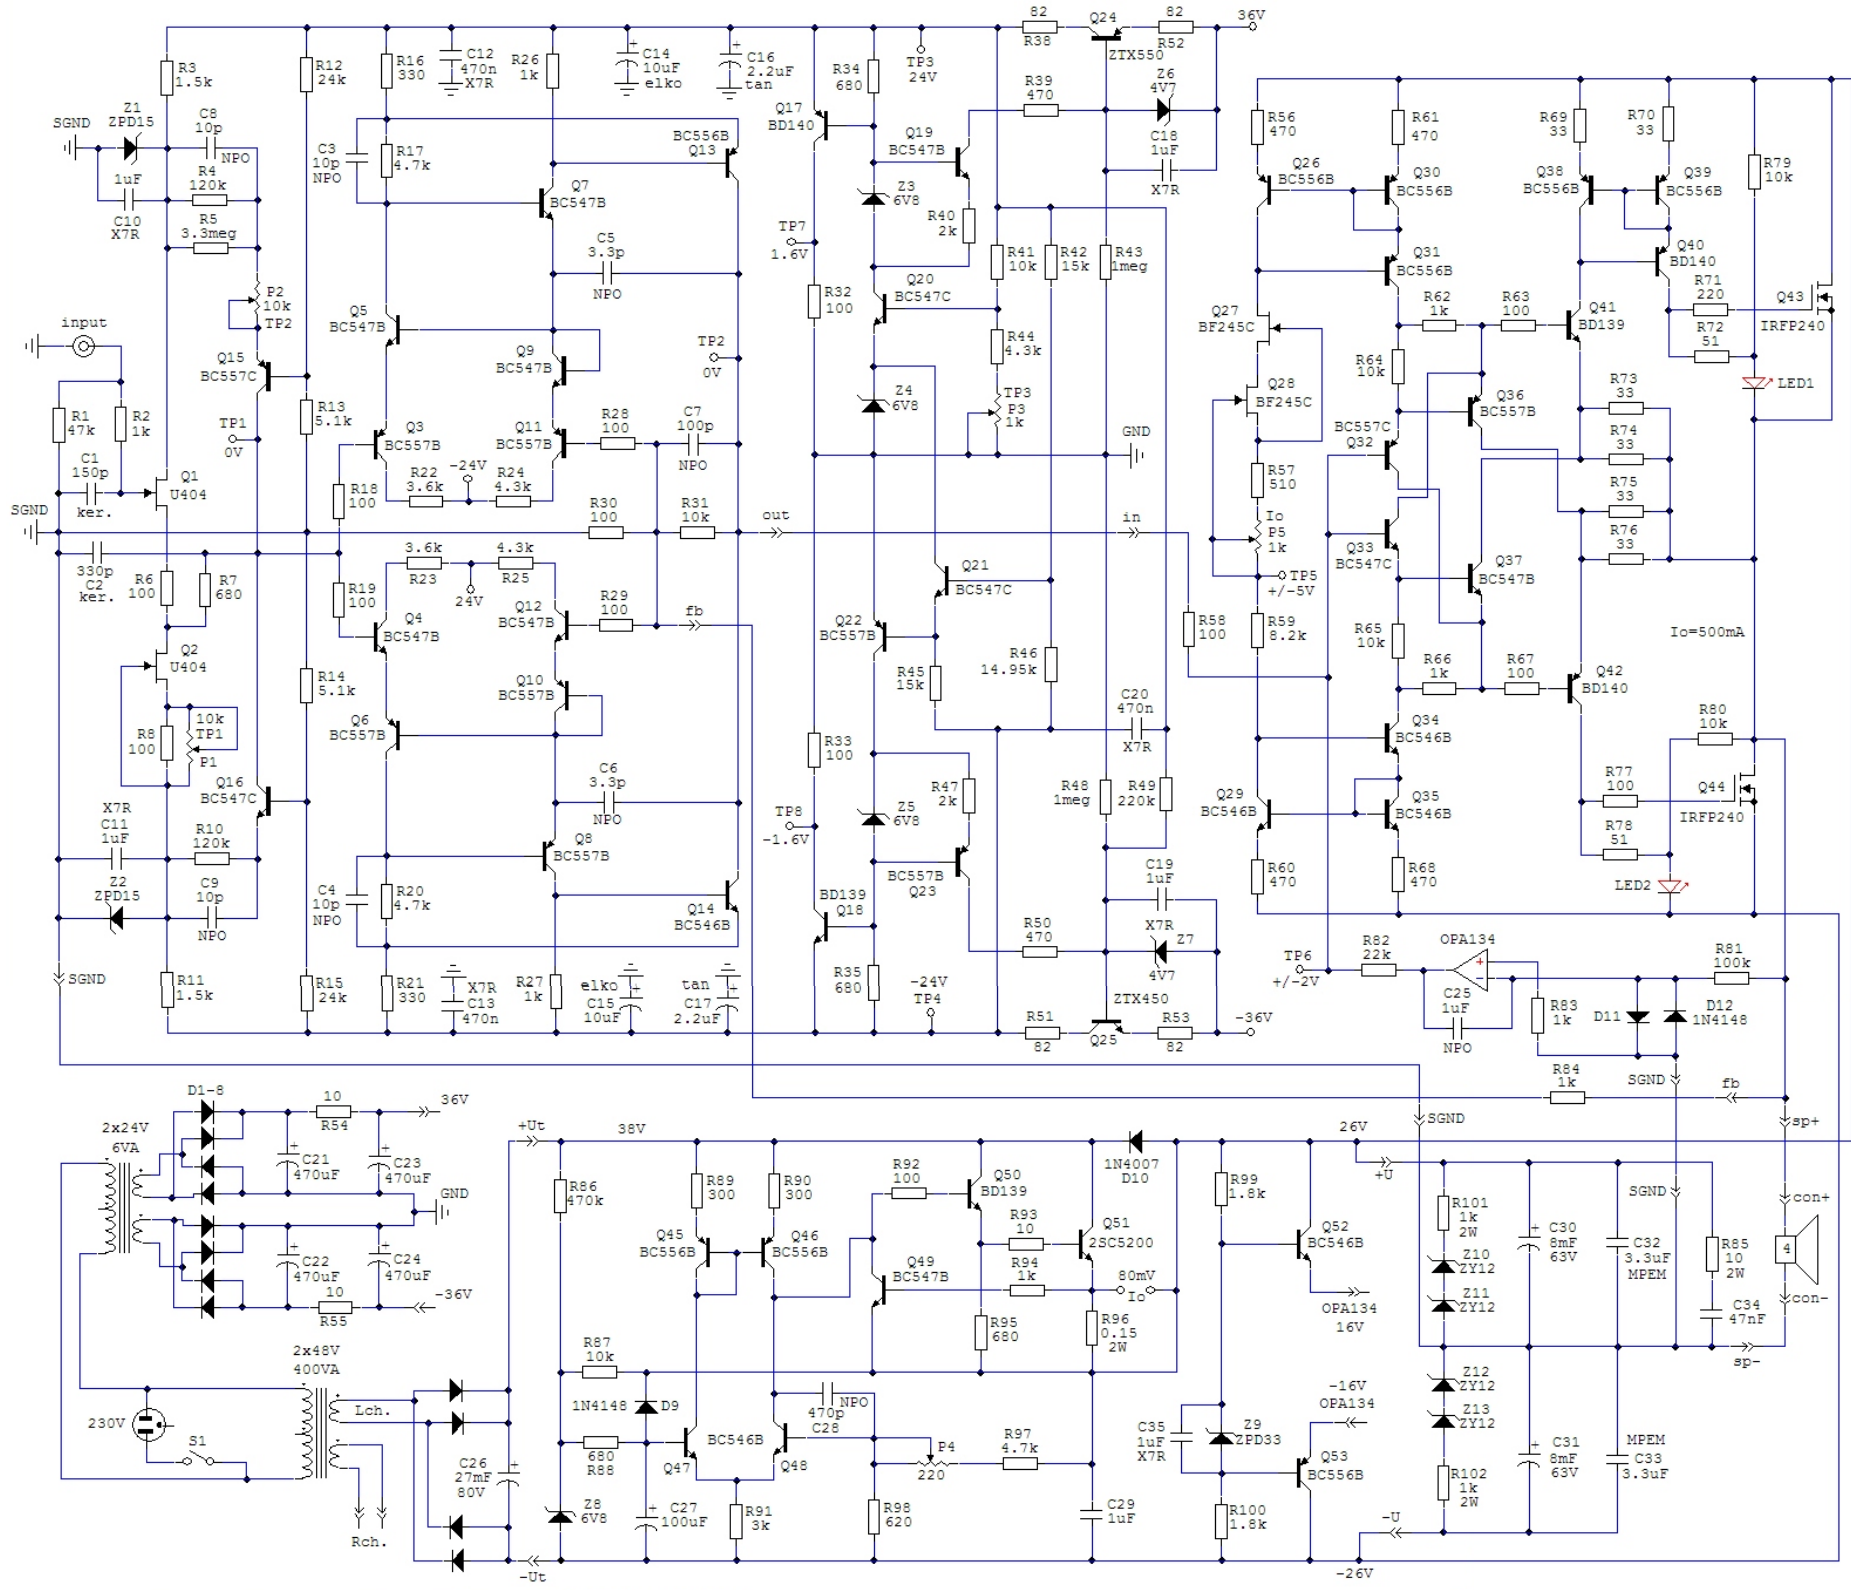 R3
1.5k
R12
24k
R16
330
C12
470n
X7R
R26
1k
C14
10uF
elko
C16
2.2uF
tan
R34
680
TP3
24V
82
R38
Q24
ZTX550
82
R52
36V
Z1
ZPD15
SGND
C8
10p
NPO
R4
120k
1uF
C10
X7R
R5
3.3meg
P2
10k
TP2
C3
10p
NPO
R17
4.7k
BC556B
Q13
Q7
BC547B
C5
3.3p
NPO
Q17
BD140
Q19
BC547B
R39
470
Z6
4V7
C18
1uF
X7R
Z3
6V8
R40
2k
TP7
1.6V
R41
10k
R42
15k
R43
1meg
Q20
BC547C
R32
100
R44
4.3k
TP3
P3
1k
Z4
6V8
GND
R56
470
R61
470
R69
33
R70
33
R79
10k
Q26
BC556B
Q30
BC556B
Q38
BC556B
Q39
BC556B
Q31
BC556B
Q40
BD140
R71
220
R72
51
Q43
IRFP240
LED1
Q27
BF245C
R62
1k
R63
100
Q41
BD139
Q28
BF245C
R64
10k
Q36
BC557B
R73
33
R74
33
R75
33
R76
33
R57
510
Io
P5
1k
TP5
+/-5V
BC557C
Q32
Q33
BC547C
Q37
BC547B
Io=500mA
R58
100
R59
8.2k
R65
10k
R66
1k
R67
100
Q42
BD140
Q34
BC546B
Q29
BC546B
Q35
BC546B
R60
470
R68
470
R77
100
R78
51
R80
10k
Q44
IRFP240
LED2
input
Q15
BC557C
TP1
0V
R1
47k
R2
1k
C1
150p
ker.
Q1
U404
SGND
330p
C2
ker.
R6
100
R7
680
Q2
U404
R8
100
10k
TP1
P1
Q16
BC547C
X7R
C11
1uF
R10
120k
Z2
ZPD15
C9
10p
NPO
SGND
R11
1.5k
R13
5.1k
R14
5.1k
R15
24k
Q5
BC547B
Q9
BC547B
Q3
BC557B
Q11
BC557B
R28
100
C7
100p
NPO
TP2
0V
-24V
R22
3.6k
R24
4.3k
R18
100
R30
100
R31
10k
out
in
3.6k
R23
4.3k
R25
24V
R19
100
Q4
BC547B
Q12
BC547B
R29
100
fb
Q10
BC557B
Q6
BC557B
C6
3.3p
NPO
Q8
BC557B
C4
10p
NPO
R20
4.7k
Q14
BC546B
R21
330
X7R
C13
470n
R27
1k
elko
C15
10uF
tan
C17
2.2uF
Q21
BC547C
Q22
BC557B
R45
15k
R46
14.95k
C20
470n
X7R
R33
100
TP8
-1.6V
Z5
6V8
R47
2k
R48
1meg
R49
220k
BC557B
Q23
BD139
Q18
C19
1uF
X7R
R50
470
Z7
4V7
R35
680
-24V
TP4
R51
82
ZTX450
Q25
R53
82
-36V
TP6
+/-2V
R82
22k
OPA134
+
-
C25
1uF
NPO
R83
1k
D11
D12
1N4148
R81
100k
SGND
R84
1k
fb
SGND
sp+
D1-8
2x24V
6VA
10
R54
36V
C21
470uF
C23
470uF
GND
C22
470uF
C24
470uF
10
R55
-36V
2x48V
400VA
230V
S1
Lch.
Rch.
C26
27mF
80V
+Ut
-Ut
38V
R86
470k
R89
300
R90
300
R92
100
Q50
BD139
1N4007
D10
R93
10
Q51
2SC5200
Q45
BC556B
Q46
BC556B
Q49
BC547B
R94
1k
80mV
Io
R95
680
R96
0.15
2W
R87
10k
1N4148
D9
680
R88
Q47
BC546B
Q48
470p
NPO
C28
P4
220
R97
4.7k
Z8
6V8
C27
100uF
R91
3k
R98
620
C29
1uF
26V
R99
1.8k
Q52
BC546B
OPA134
16V
-16V
OPA134
C35
1uF
X7R
Z9
ZPD33
Q53
BC556B
R100
1.8k
-26V
+U
-U
R101
1k
2W
Z10
ZY12
Z11
ZY12
C30
8mF
63V
C32
3.3uF
MPEM
SGND
R85
10
2W
C34
47nF
con+
4
con-
sp-
Z12
ZY12
Z13
ZY12
R102
1k
2W
C31
8mF
63V
MPEM
C33
3.3uF